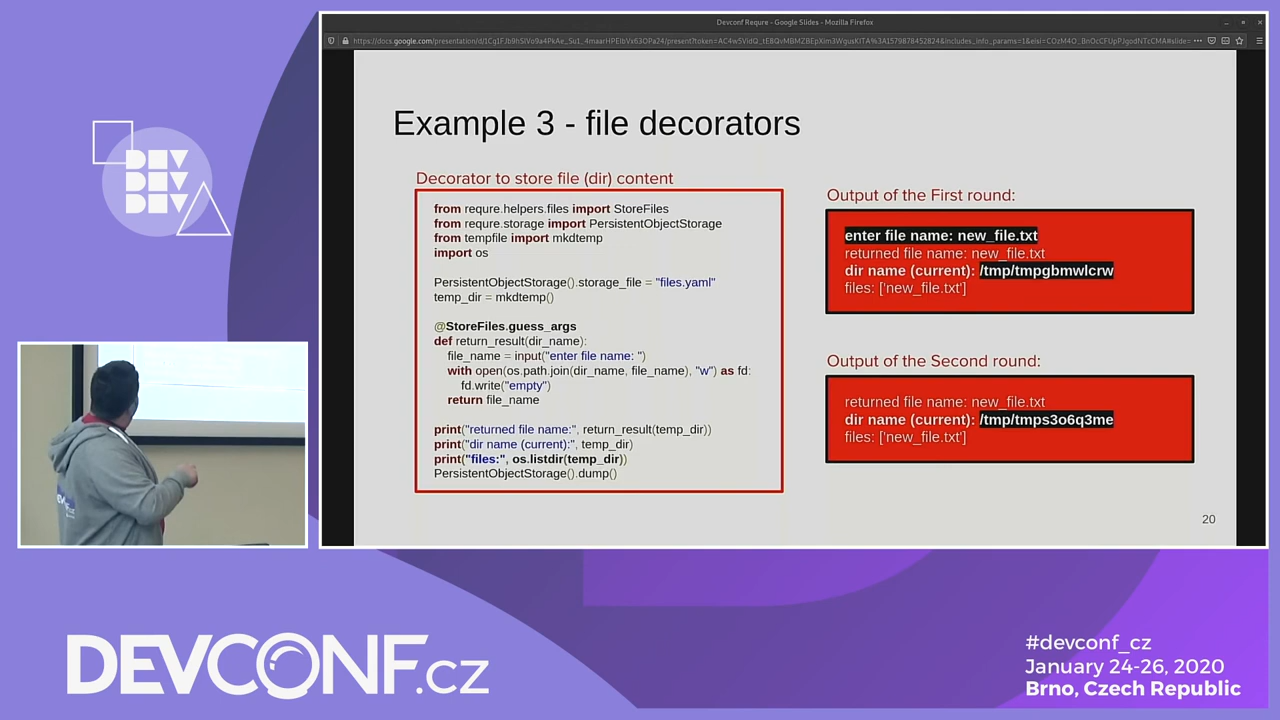 Devconf Requre - Google Slides - Mozilla Firefox
Example 3 - file decorators
Decorator to store file (dir) content
from requre.helpers.files import StoreFiles
from requre.storage import PersistentObjectStorage
from tempfile import mkdtemp
import os
PersistentObjectStorage().storage_file = "files.yaml"
temp_dir = mkdtemp()
@StoreFiles.guess_args
def return_result(dir_name):
file_name = input("enter file name: ")
with open(os.path.join(dir_name, file_name), "w") as fd:
fd.write("empty")
return file_name
print("returned file name:", return_result(temp_dir))
print("dir name (current):", temp_dir)
print("files:", os.listdir(temp_dir))
PersistentObjectStorage().dump()
Output of the First round:
enter file name: new_file.txt
returned file name: new_file.txt
dir name (current): /tmp/tmpgbmwlcrw
files: ['new_file.txt']
Output of the Second round:
returned file name: new_file.txt
dir name (current): /tmp/tmps3o6q3me
files: ['new_file.txt']
20
DEV
DEV
DEV
DEVCONF.cz
#devconf_cz
January 24-26, 2020
Brno, Czech Republic